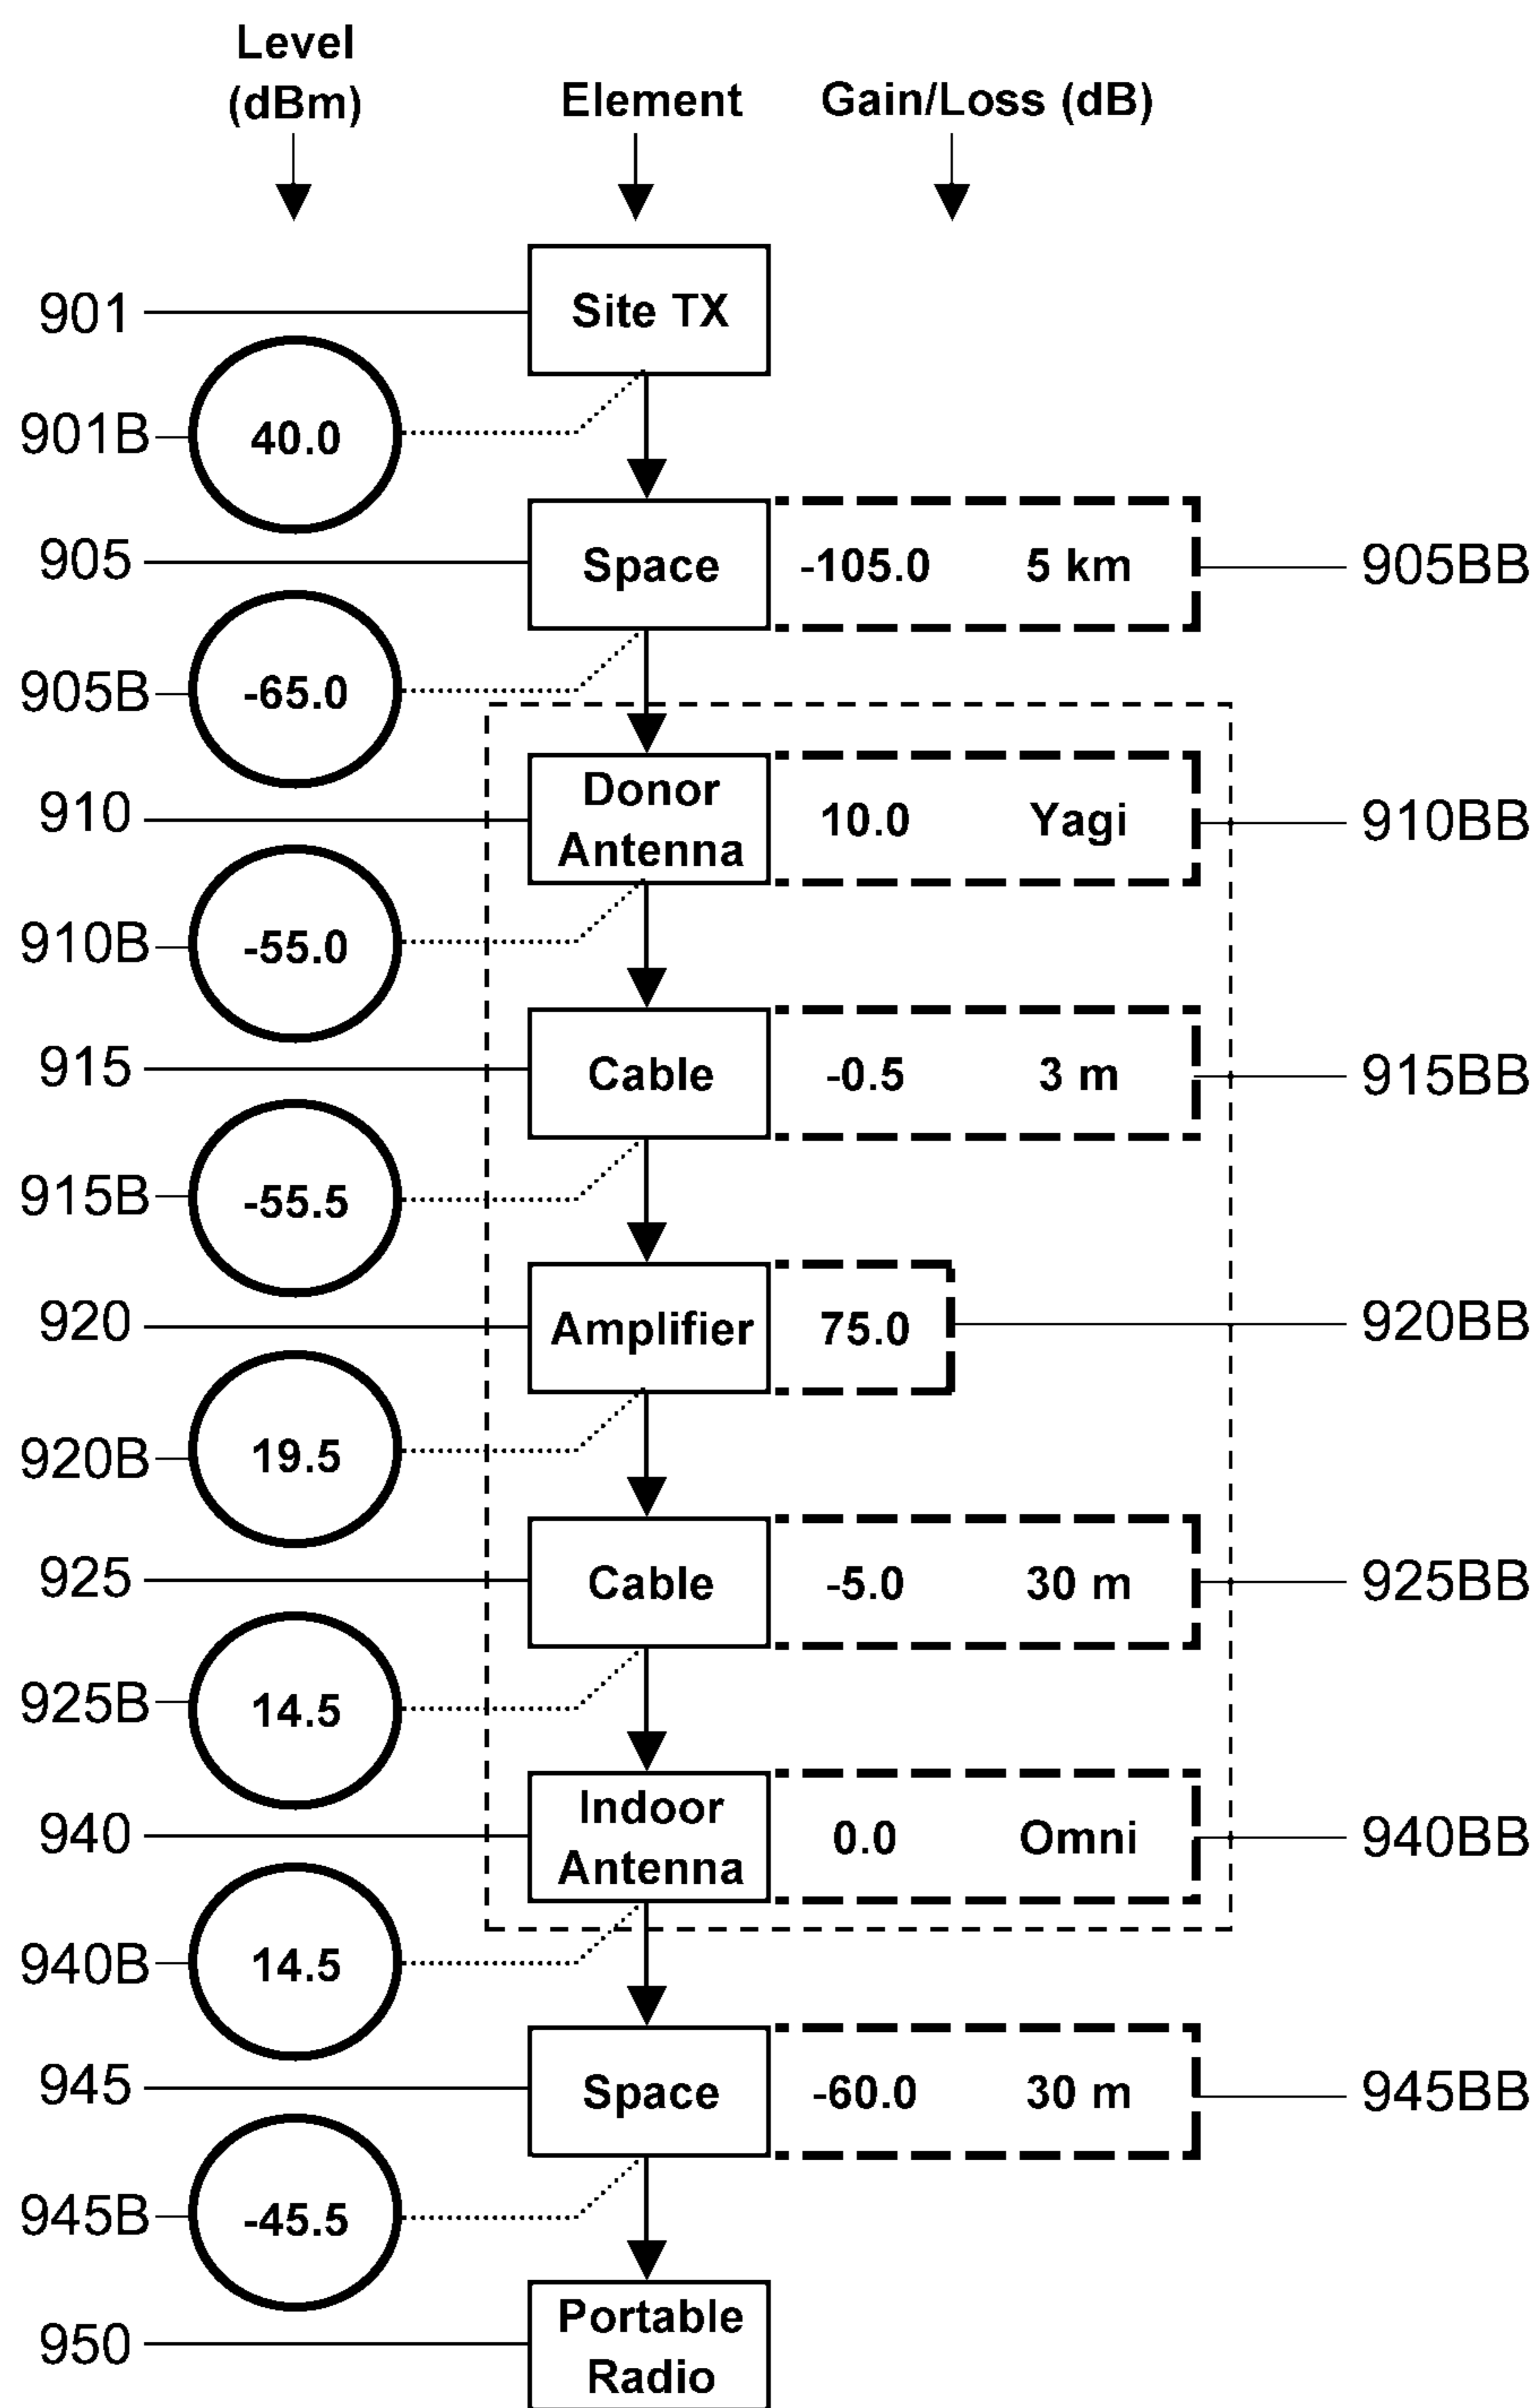 Level
(dBm)
Element
Gain/Loss (dB)
901
Site TX
901B
40.0
905
Space
-105.0 5 km
905BB
905B
-65.0
910
Donor
Antenna
10.0 Yagi
910BB
910B
-55.0
915
Cable
-0.5 3 m
915BB
915B
-55.5
920
Amplifier
75.0
920BB
920B
19.5
925
Cable
-5.0 30 m
925BB
925B
14.5
940
Indoor
Antenna
0.0 Omni
940BB
940B
14.5
945
Space
-60.0 30 m
945BB
945B
-45.5
950
Portable
Radio